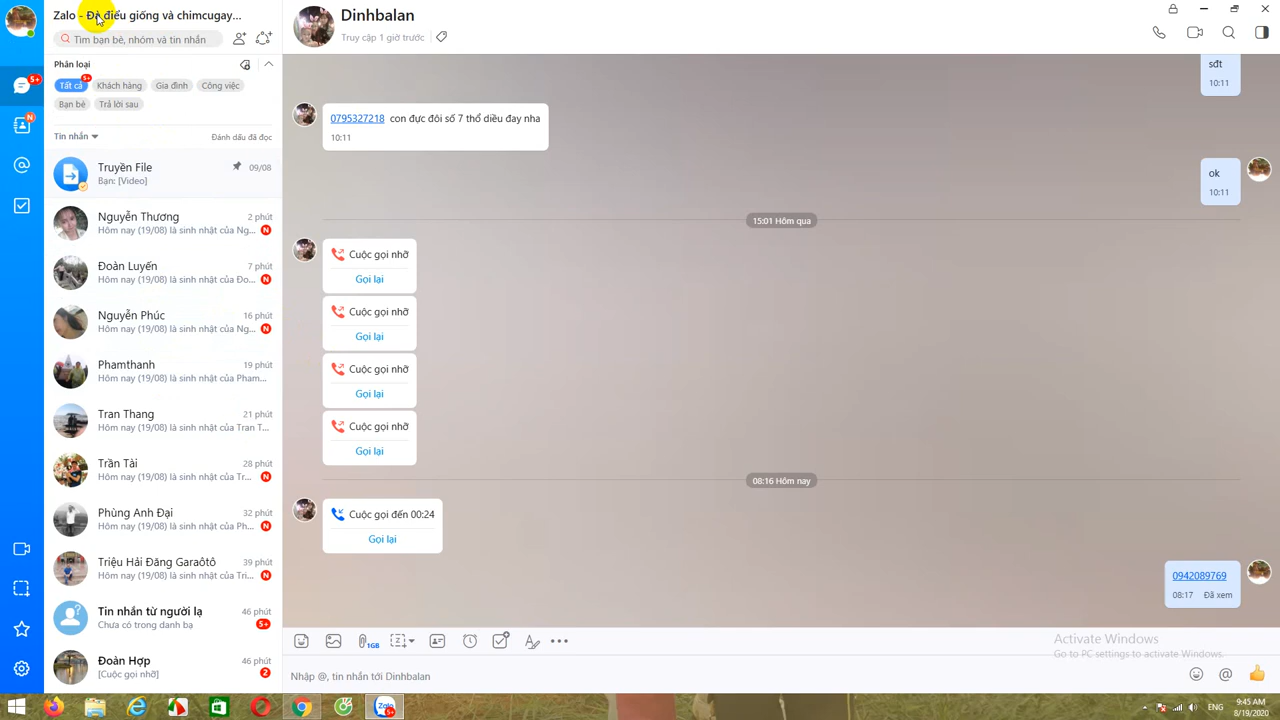 Zalo - Đà điểu giống và chimcugay...
Tìm bạn bè, nhóm và tin nhắn
Phân loại
Tất cả
5+
Khách hàng
Gia đình
Công việc
Bạn bè
Trả lời sau
Tin nhắn
Đánh dấu đã đọc
5+
N
Truyền File
09/08
Bạn: [Video]
Nguyễn Thương
2 phút
Hôm nay (19/08) là sinh nhật của Ng...
N
Đoàn Luyến
7 phút
Hôm nay (19/08) là sinh nhật của Đo...
N
Nguyễn Phúc
16 phút
Hôm nay (19/08) là sinh nhật của Ng...
N
Phamthanh
19 phút
Hôm nay (19/08) là sinh nhật của Pham...
Tran Thang
21 phút
Hôm nay (19/08) là sinh nhật của Tran T...
Trần Tài
28 phút
Hôm nay (19/08) là sinh nhật của Tr...
N
Phùng Anh Đại
32 phút
Hôm nay (19/08) là sinh nhật của Ph...
N
Triệu Hải Đăng Garaôtô
39 phút
Hôm nay (19/08) là sinh nhật của Tri...
N
Tin nhắn từ người lạ
46 phút
Chưa có trong danh bạ
5+
Đoàn Hợp
46 phút
[Cuộc gọi nhỡ]
2
Dinhbalan
Truy cập 1 giờ trước
sđt
10:11
0795327218 con đực đôi số 7 thổ diều đay nha
10:11
ok
10:11
15:01 Hôm qua
Cuộc gọi nhỡ
Gọi lại
Cuộc gọi nhỡ
Gọi lại
Cuộc gọi nhỡ
Gọi lại
Cuộc gọi nhỡ
Gọi lại
08:16 Hôm nay
Cuộc gọi đến 00:24
Gọi lại
0942089769
08:17 Đã xem
1GB
Activate Windows
Go to PC settings to activate Windows.
Nhập @, tin nhắn tới Dinhbalan
Zalo
5+
ENG
9:45 AM
8/19/2020